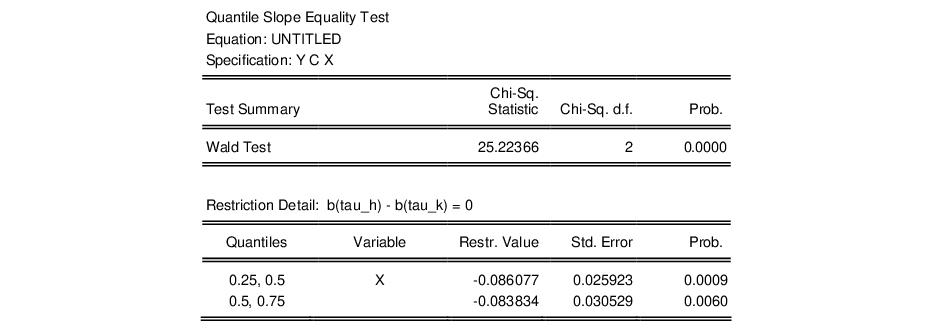 Quantile Slope Equality Test
Equation: UNTITLED
Specification: Y C X
Chi-Sq.
Test Summary Statistic Chi-Sq. d.f. Prob.
Wald Test 25.22366 2 0.0000
Restriction Detail: b(tau_h) - b(tau_k) = 0
Quantiles Variable Restr. Value Std. Error Prob.
0.25, 0.5 X -0.086077 0.025923 0.0009
0.5, 0.75 -0.083834 0.030529 0.0060